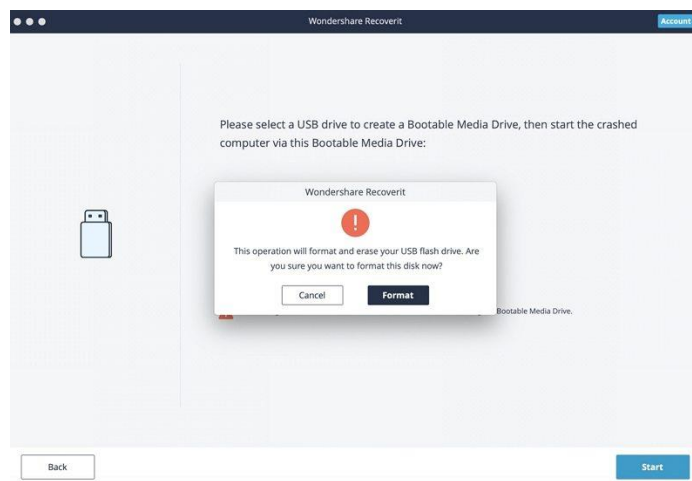 Wondershare Recoverit
Account
Please select a USB drive to create a Bootable Media Drive, then start the crashed
computer via this Bootable Media Drive:
Wondershare Recoverit
This operation will format and erase your USB flash drive. Are
you sure you want to format this disk now?
Cancel Format
Bootable Media Drive.
Back Start